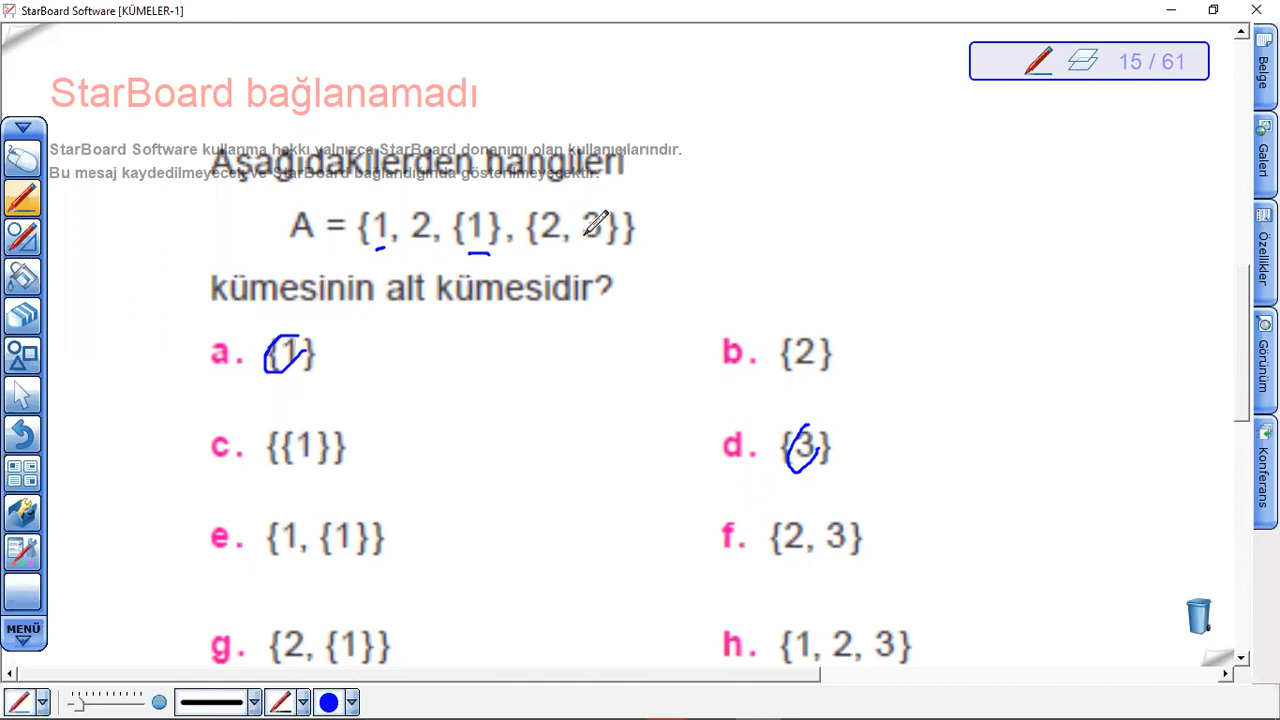 StarBoard Software [KÜMELER-1]
15 / 61
StarBoard bağlanamadı
StarBoard Software kullanma hakkı yalnızca StarBoard donanımı olan kullanıcılarındır.
Aşağıdakilerden hangileri
Bu mesaj kaydedilmeyecek ve StarBoard bağlandığında gösterilmeyecektir.
A = {1, 2, {1}, {2, 3}}
kümesinin alt kümesidir?
a. {1}
b. {2}
c. {{1}}
d. {3}
e. {1, {1}}
f. {2, 3}
g. {2, {1}}
h. {1, 2, 3}
MENÜ
Belge
Galeri
Özellikler
Görünüm
Konferans